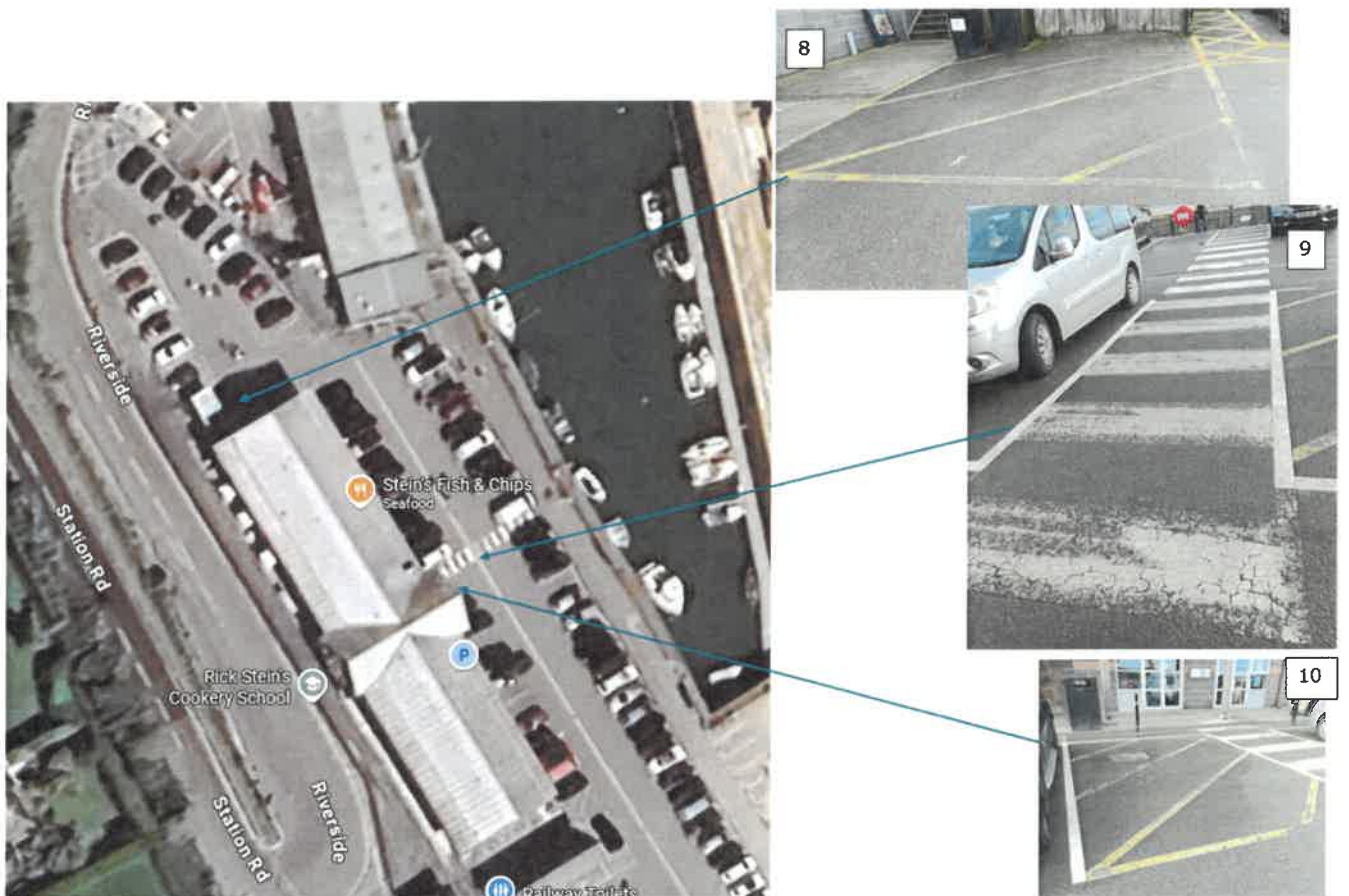 8
9
10
Riverside
Station Rd
Stein's Fish & Chips
Seafood
P
Rick Stein's
Cookery School
Riverside
Station Rd
Railway Toilets